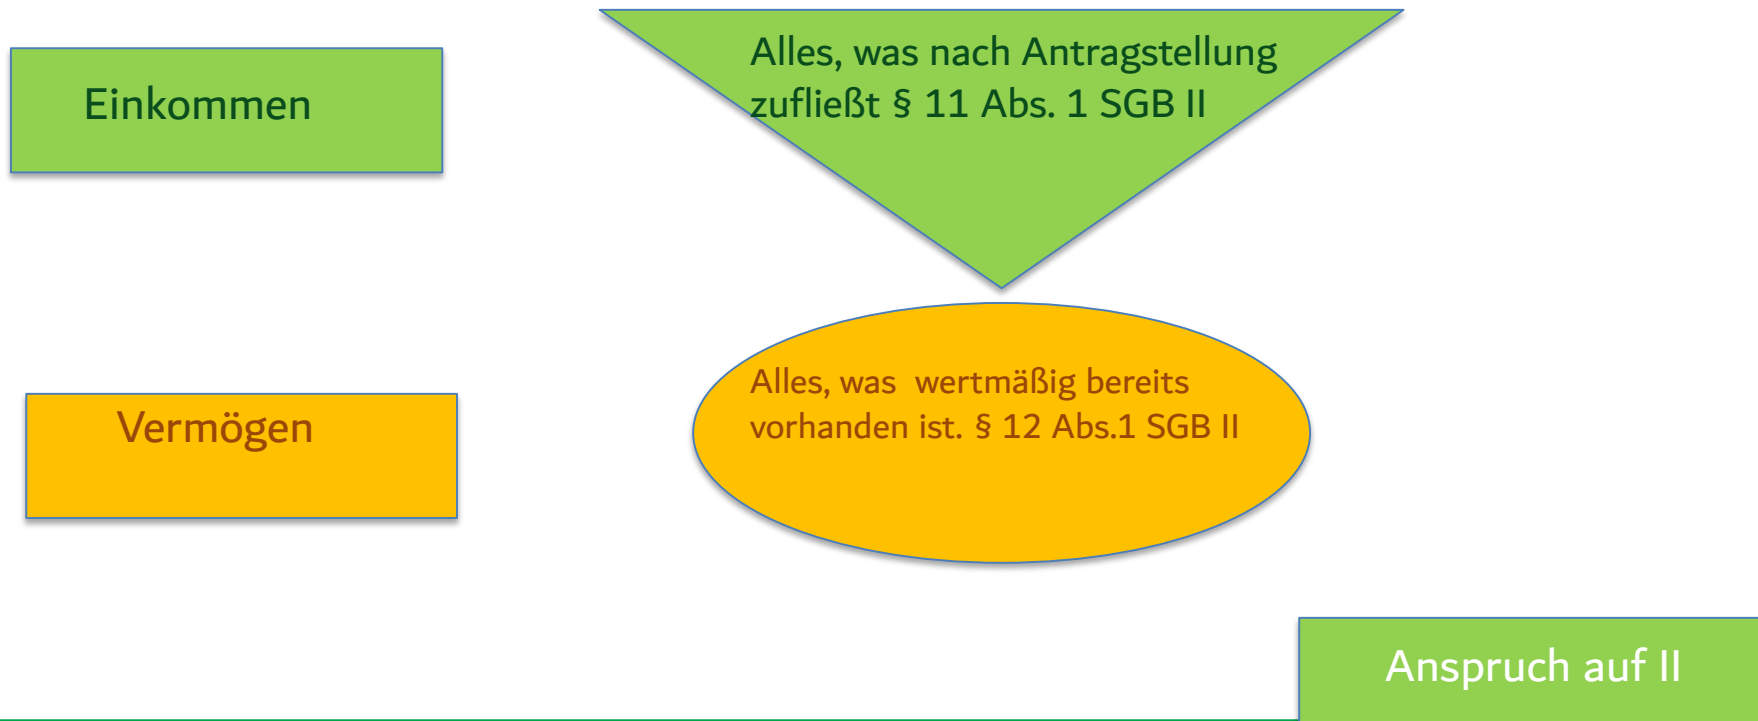 Einkommen
Alles, was nach Antragstellung
zufließt § 11 Abs. 1 SGB II
Vermögen
Alles, was  wertmäßig bereits
vorhanden ist. § 12 Abs.1 SGB II
Anspruch auf II